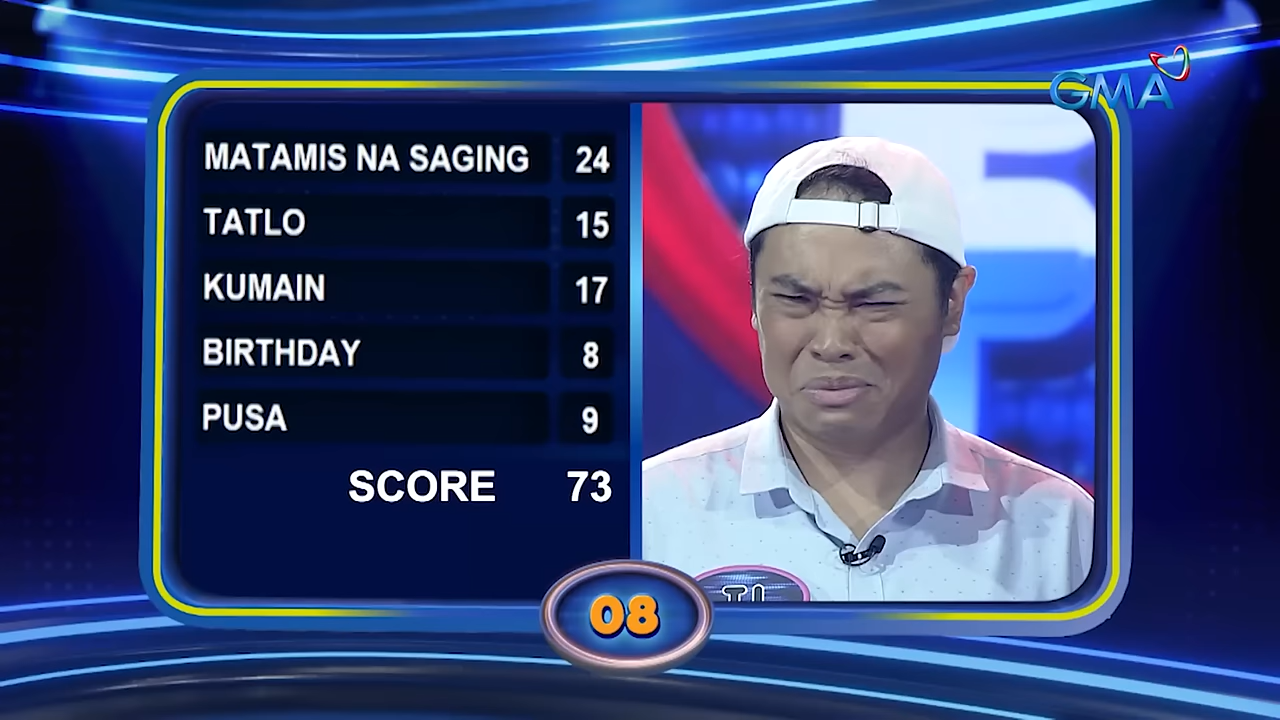 GMA
MATAMIS NA SAGING 24
TATLO 15
KUMAIN 17
BIRTHDAY 8
PUSA 9
SCORE 73
08